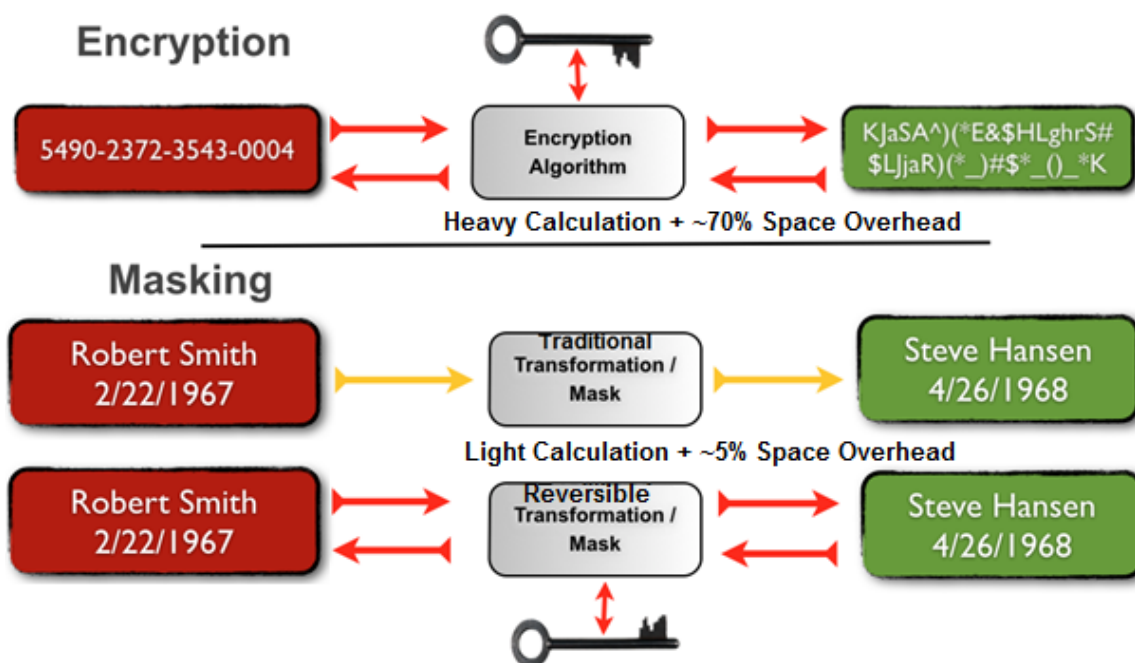 Encryption
5490-2372-3543-0004
Encryption
Algorithm
KJaSA^)(*E&$HLghrS#
$LJjaR)(*_)#$*_()_*K
Heavy Calculation + ~70% Space Overhead
Masking
Robert Smith
2/22/1967
Traditional
Transformation /
Mask
Steve Hansen
4/26/1968
Light Calculation + ~5% Space Overhead
Robert Smith
2/22/1967
Reversible
Transformation /
Mask
Steve Hansen
4/26/1968